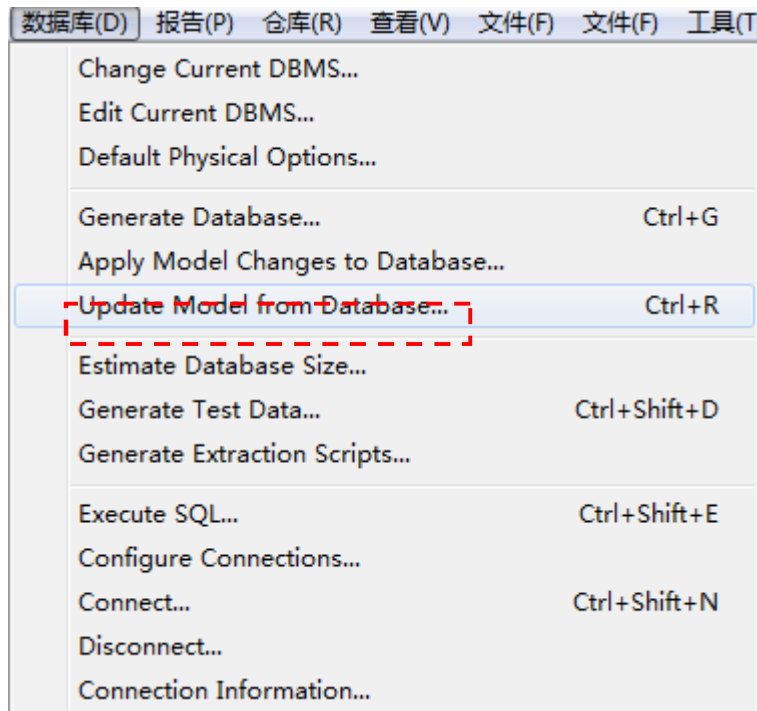 数据库(D) 报告(P) 仓库(R) 查看(V) 文件(F) 文件(F) 工具(T
Change Current DBMS...
Edit Current DBMS...
Default Physical Options...
Generate Database... Ctrl+G
Apply Model Changes to Database...
Update Model from Database... Ctrl+R
Estimate Database Size...
Generate Test Data... Ctrl+Shift+D
Generate Extraction Scripts...
Execute SQL... Ctrl+Shift+E
Configure Connections...
Connect... Ctrl+Shift+N
Disconnect...
Connection Information...